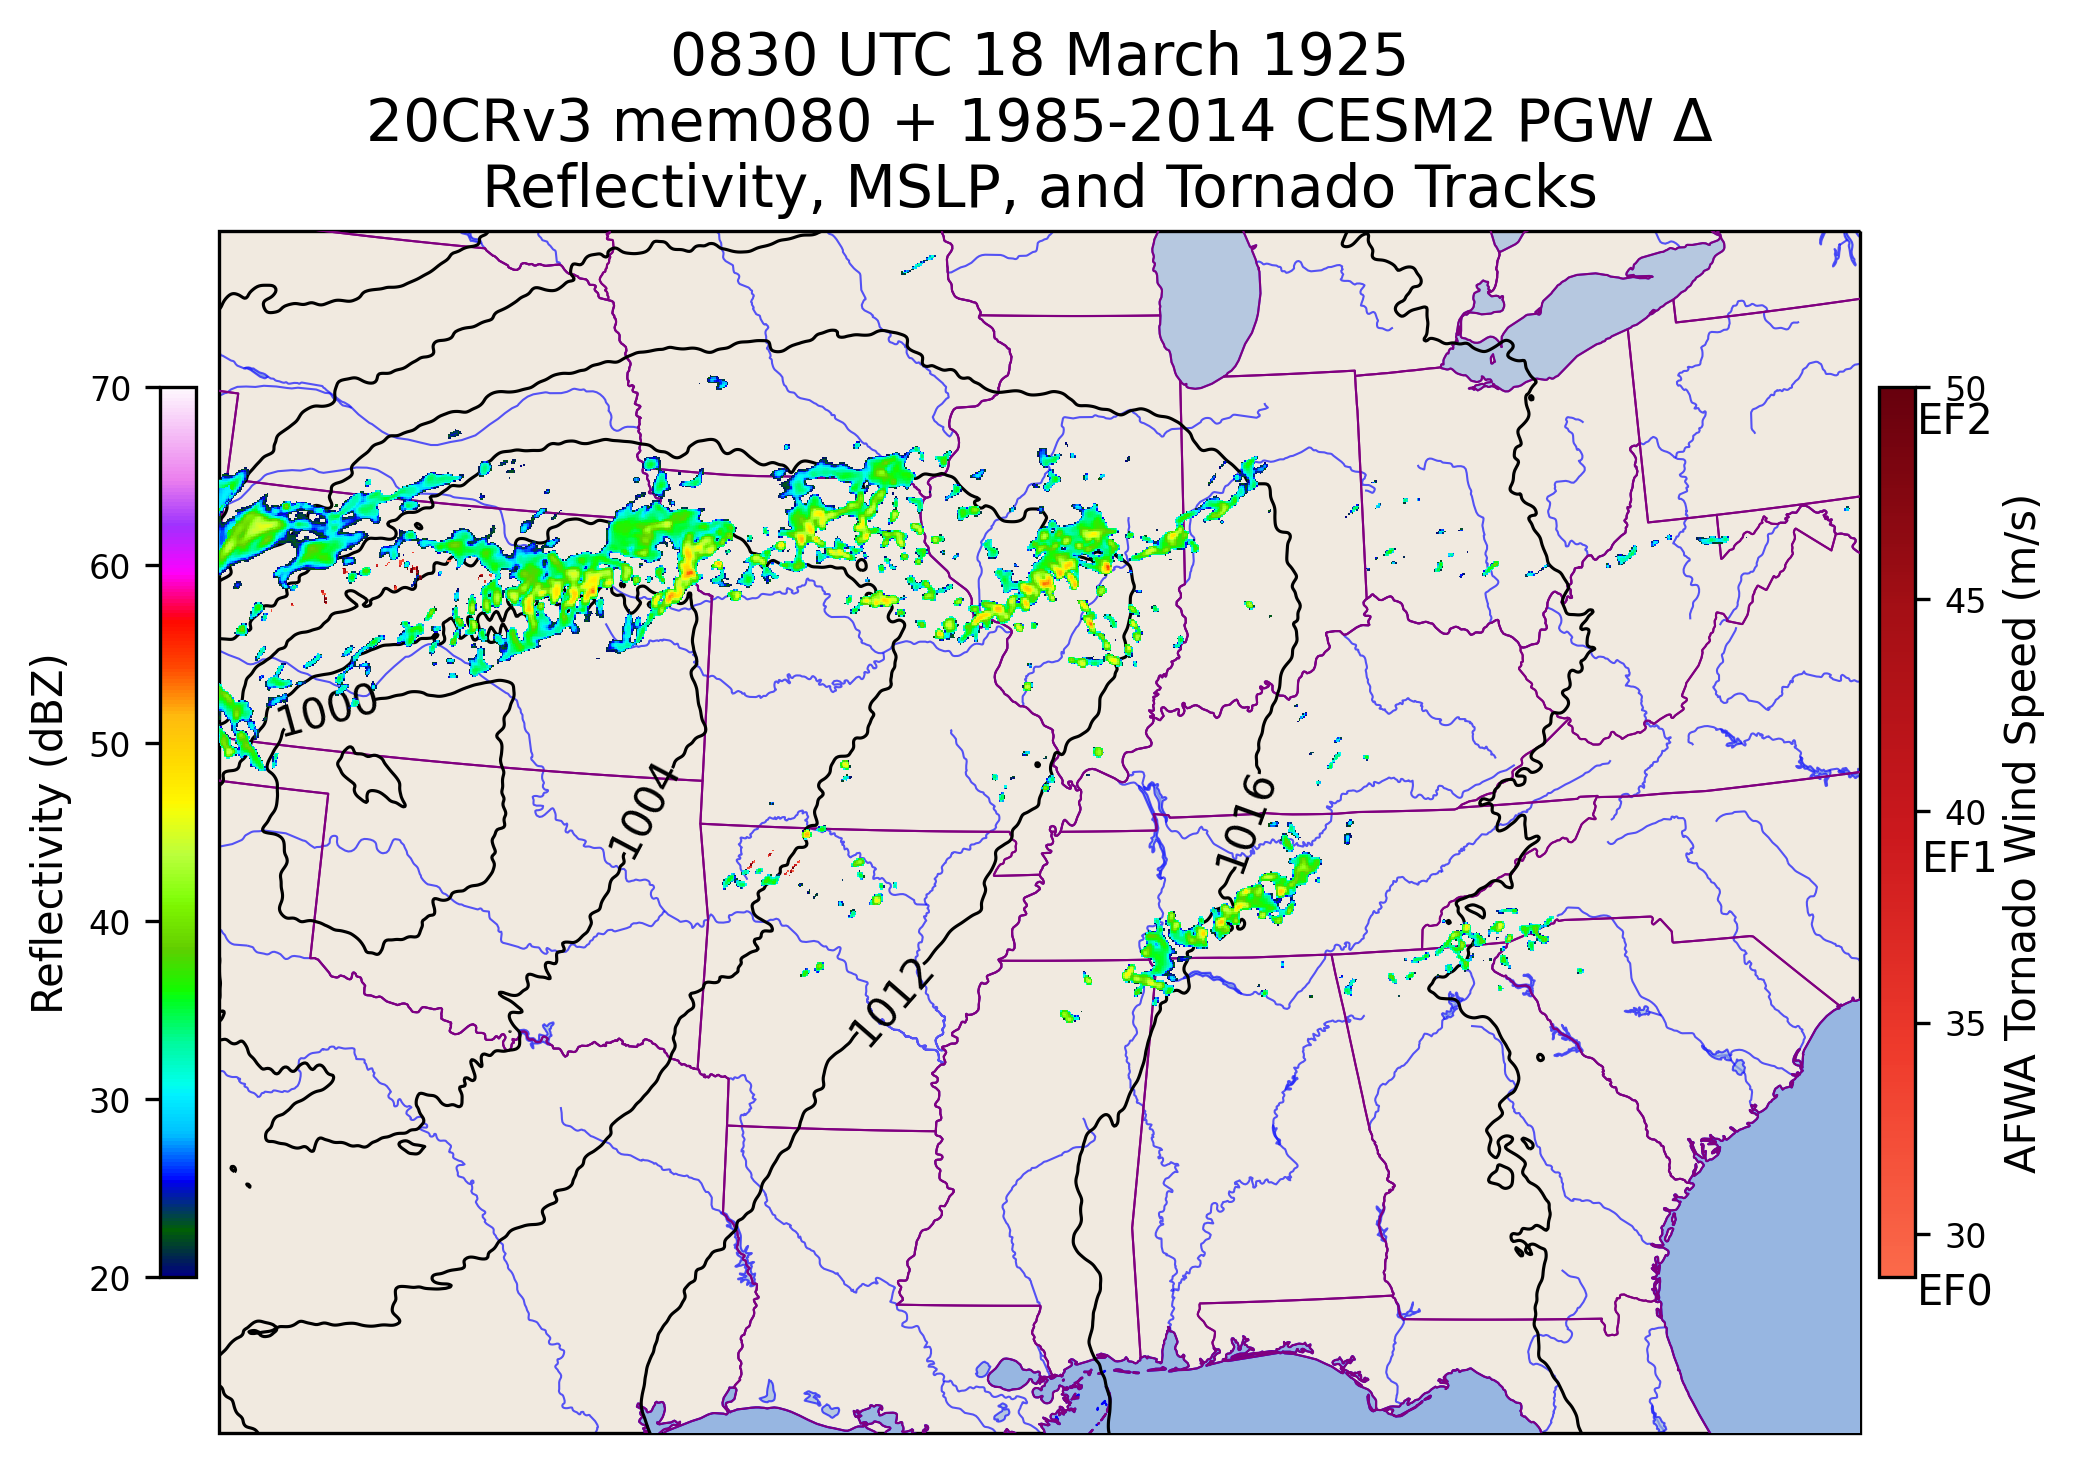 0830 UTC 18 March 1925
20CRv3 mem080 + 1985-2014 CESM2 PGW Δ
Reflectivity, MSLP, and Tornado Tracks
70
60
50
40
30
20
Reflectivity (dBZ)
1000
1004
1016
1012
50
EF2
45
40
EF1
35
30
EF0
AFWA Tornado Wind Speed (m/s)